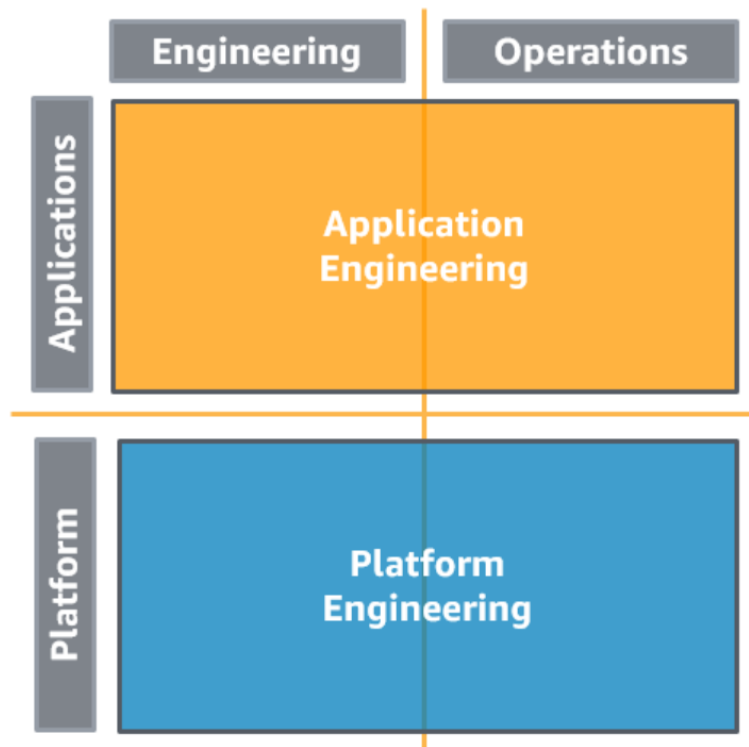 Engineering
Operations
Applications
Application
Engineering
Platform
Platform
Engineering